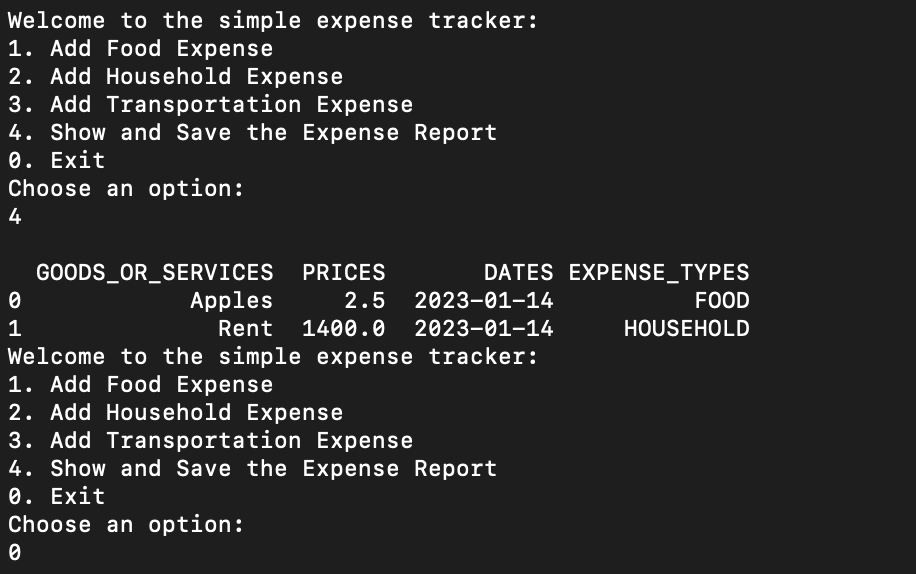 Welcome to the simple expense tracker:
1. Add Food Expense
2. Add Household Expense
3. Add Transportation Expense
4. Show and Save the Expense Report
0. Exit
Choose an option:
4

  GOODS_OR_SERVICES  PRICES       DATES EXPENSE_TYPES
0            Apples     2.5  2023-01-14          FOOD
1              Rent  1400.0  2023-01-14     HOUSEHOLD
Welcome to the simple expense tracker:
1. Add Food Expense
2. Add Household Expense
3. Add Transportation Expense
4. Show and Save the Expense Report
0. Exit
Choose an option:
0